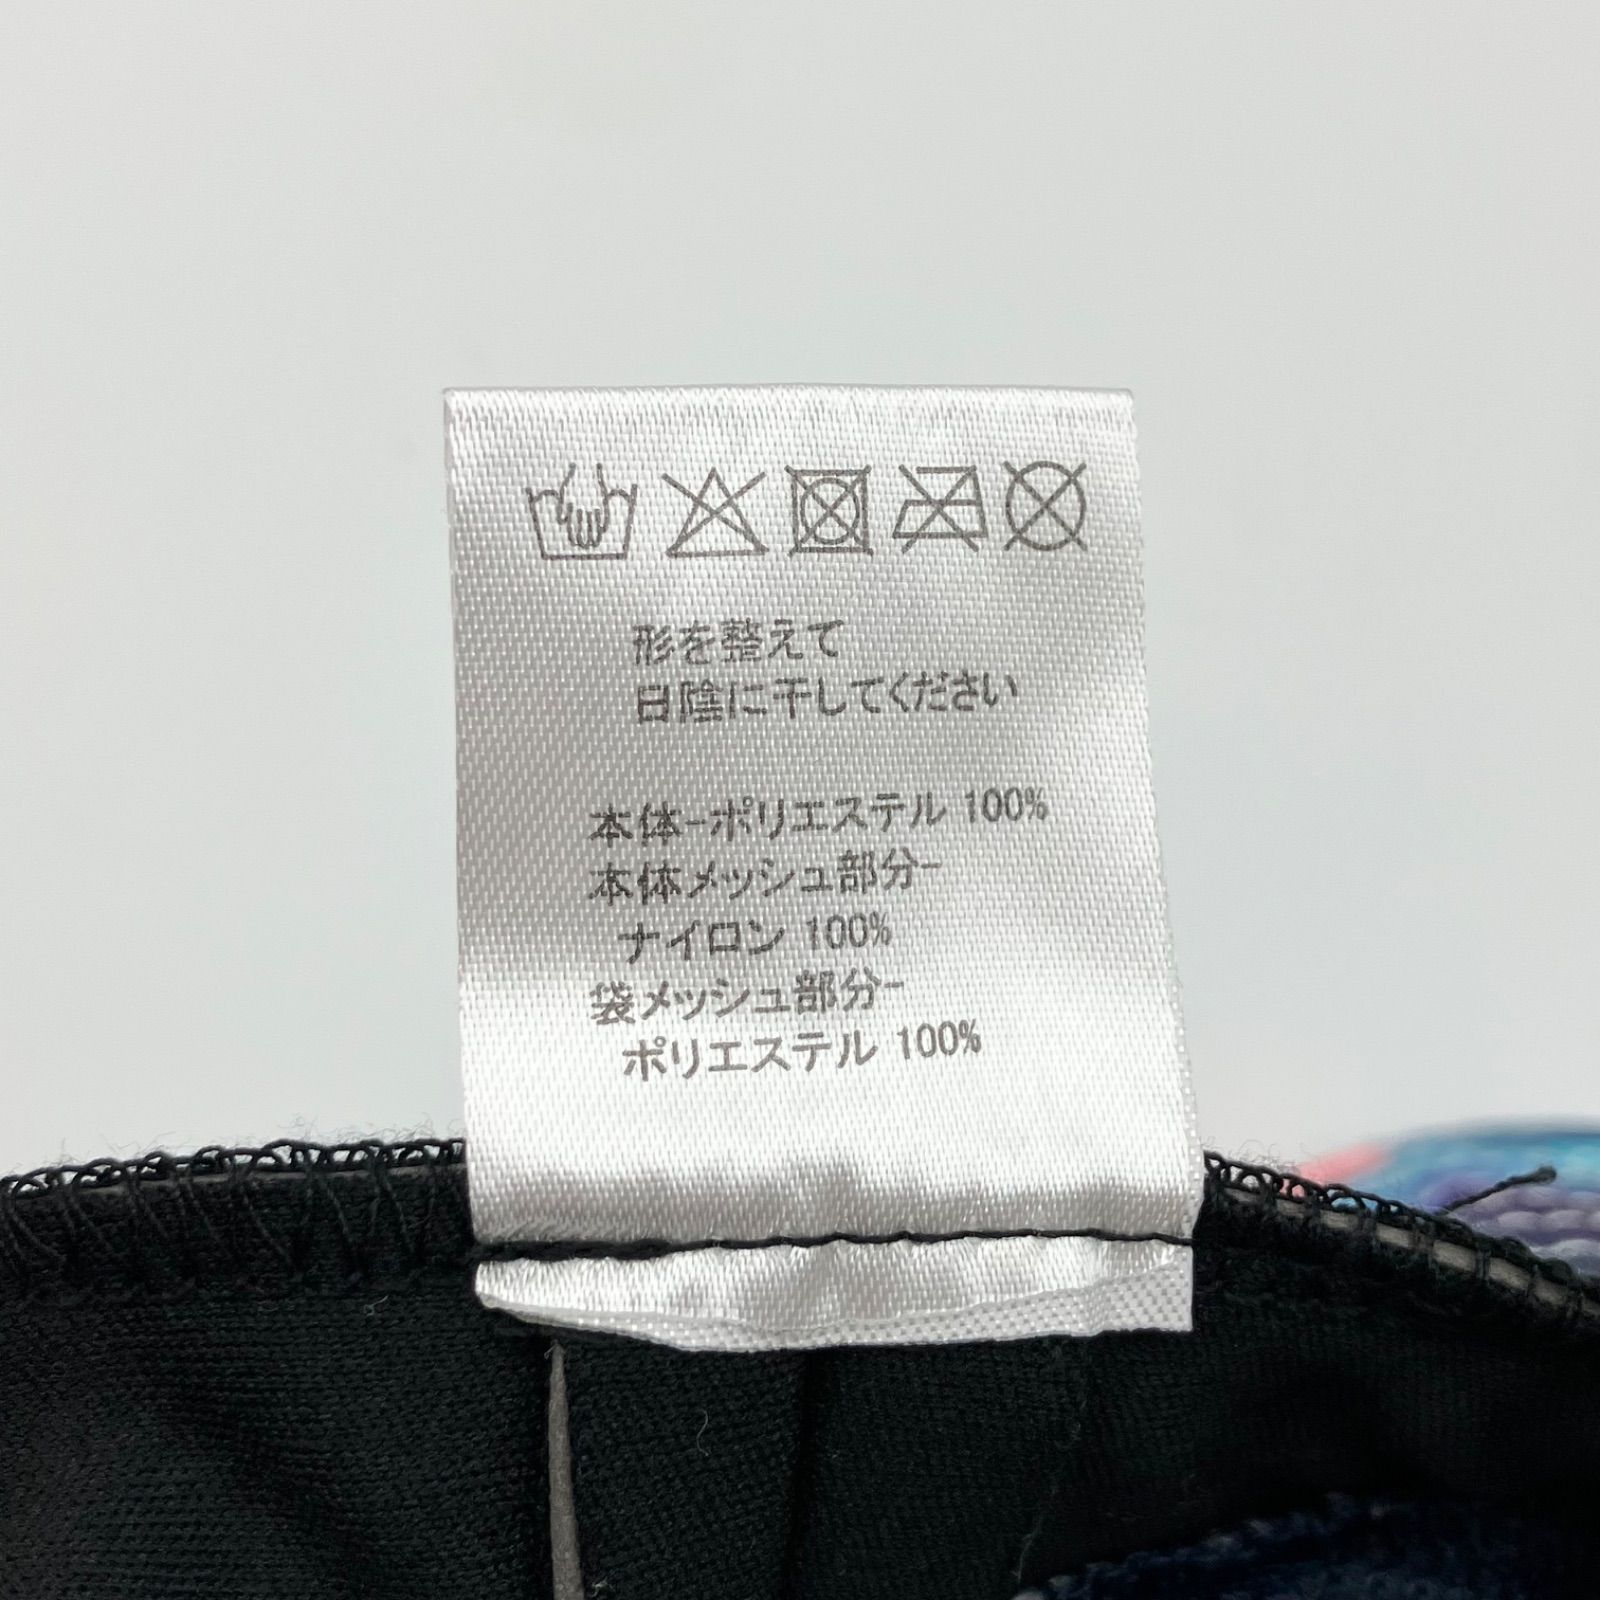 形を整えて
日陰に干してください
本体-ポリエステル 100%
本体メッシュ部分-
ナイロン 100%
袋メッシュ部分-
ポリエステル 100%